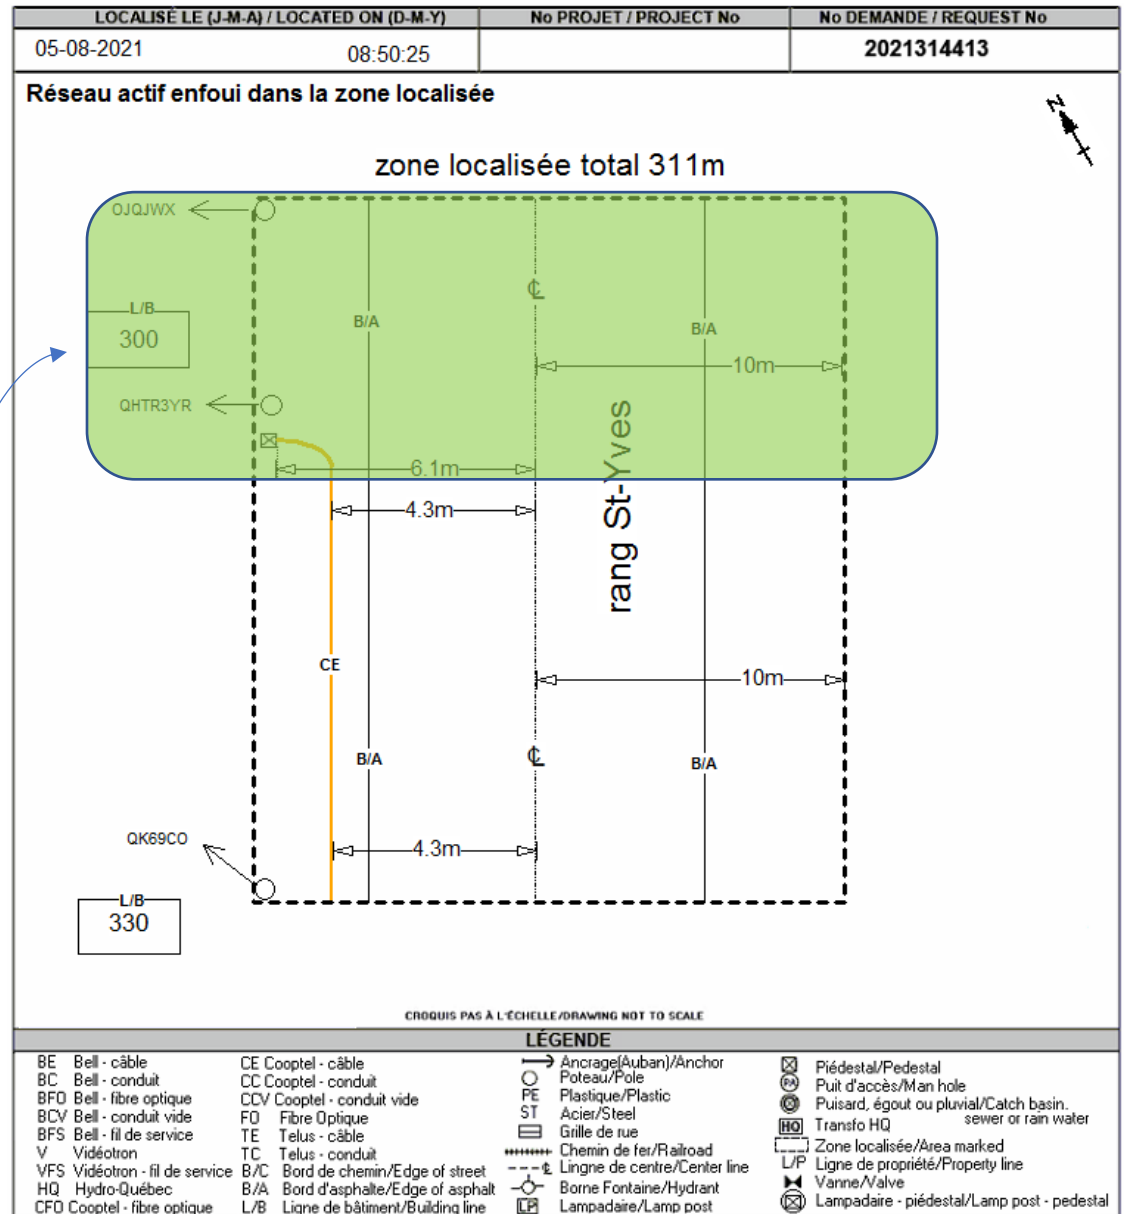 LOCALISÉ LE (J-M-A) / LOCATED ON (D-M-Y) No PROJET / PROJECT No No DEMANDE / REQUEST No
05-08-2021 08:50:25 2021314413
Réseau actif enfoui dans la zone localisée
N
zone localisée total 311m
OJQJWX
L/B
300
B/A
℄
B/A
10m
QHTR3YR
6.1m
4.3m
rang St-Yves
CE
10m
B/A
℄
B/A
QK69CO
4.3m
L/B
330
CROQUIS PAS À L'ÉCHELLE/DRAWING NOT TO SCALE
LÉGENDE
BE Bell - câble
BC Bell - conduit
BFO Bell - fibre optique
BCV Bell - conduit vide
BFS Bell - fil de service
V Vidéotron
VFS Vidéotron - fil de service
HQ Hydro-Québec
CFO Cooptel - fibre optique
CE Cooptel - câble
CC Cooptel - conduit
CCV Cooptel - conduit vide
FO Fibre Optique
TE Telus - câble
TC Telus - conduit
B/C Bord de chemin/Edge of street
B/A Bord d'asphalte/Edge of asphalt
L/B Ligne de bâtiment/Building line
Ancrage(Auban)/Anchor
Poteau/Pole
PE Plastique/Plastic
ST Acier/Steel
Grille de rue
Chemin de fer/Railroad
℄ Lingne de centre/Center line
Borne Fontaine/Hydrant
LP Lampadaire/Lamp post
Piédestal/Pedestal
PA Puit d'accès/Man hole
Puisard, égout ou pluvial/Catch basin.
sewer or rain water
HQ Transfo HQ
Zone localisée/Area marked
L/P Ligne de propriété/Property line
Vanne/Valve
Lampadaire - piédestal/Lamp post - pedestal